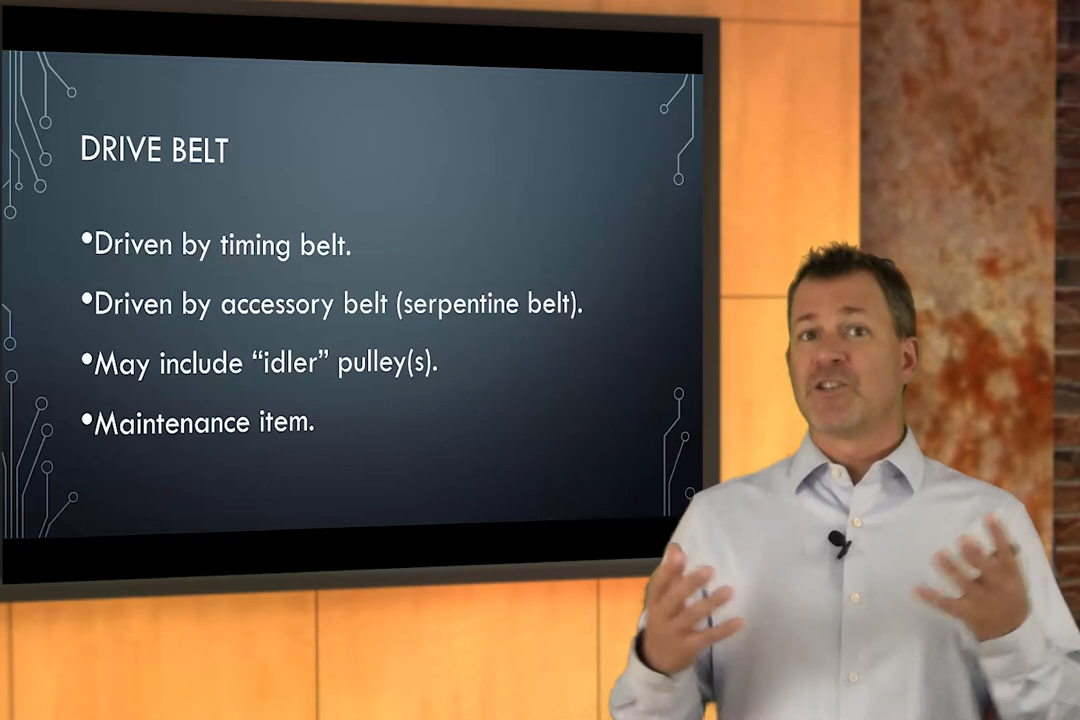 DRIVE BELT
•Driven by timing belt.
•Driven by accessory belt (serpentine belt).
•May include “idler” pulley(s).
•Maintenance item.